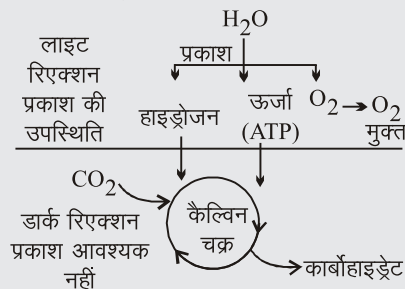 H₂O
प्रकाश
लाइट
रिएक्शन
प्रकाश की
उपस्थिति
हाइड्रोजन
ऊर्जा
(ATP)
O₂ → O₂
मुक्त
CO₂
डार्क रिएक्शन
प्रकाश आवश्यक
नहीं
कैल्विन
चक्र
कार्बोहाइड्रेट